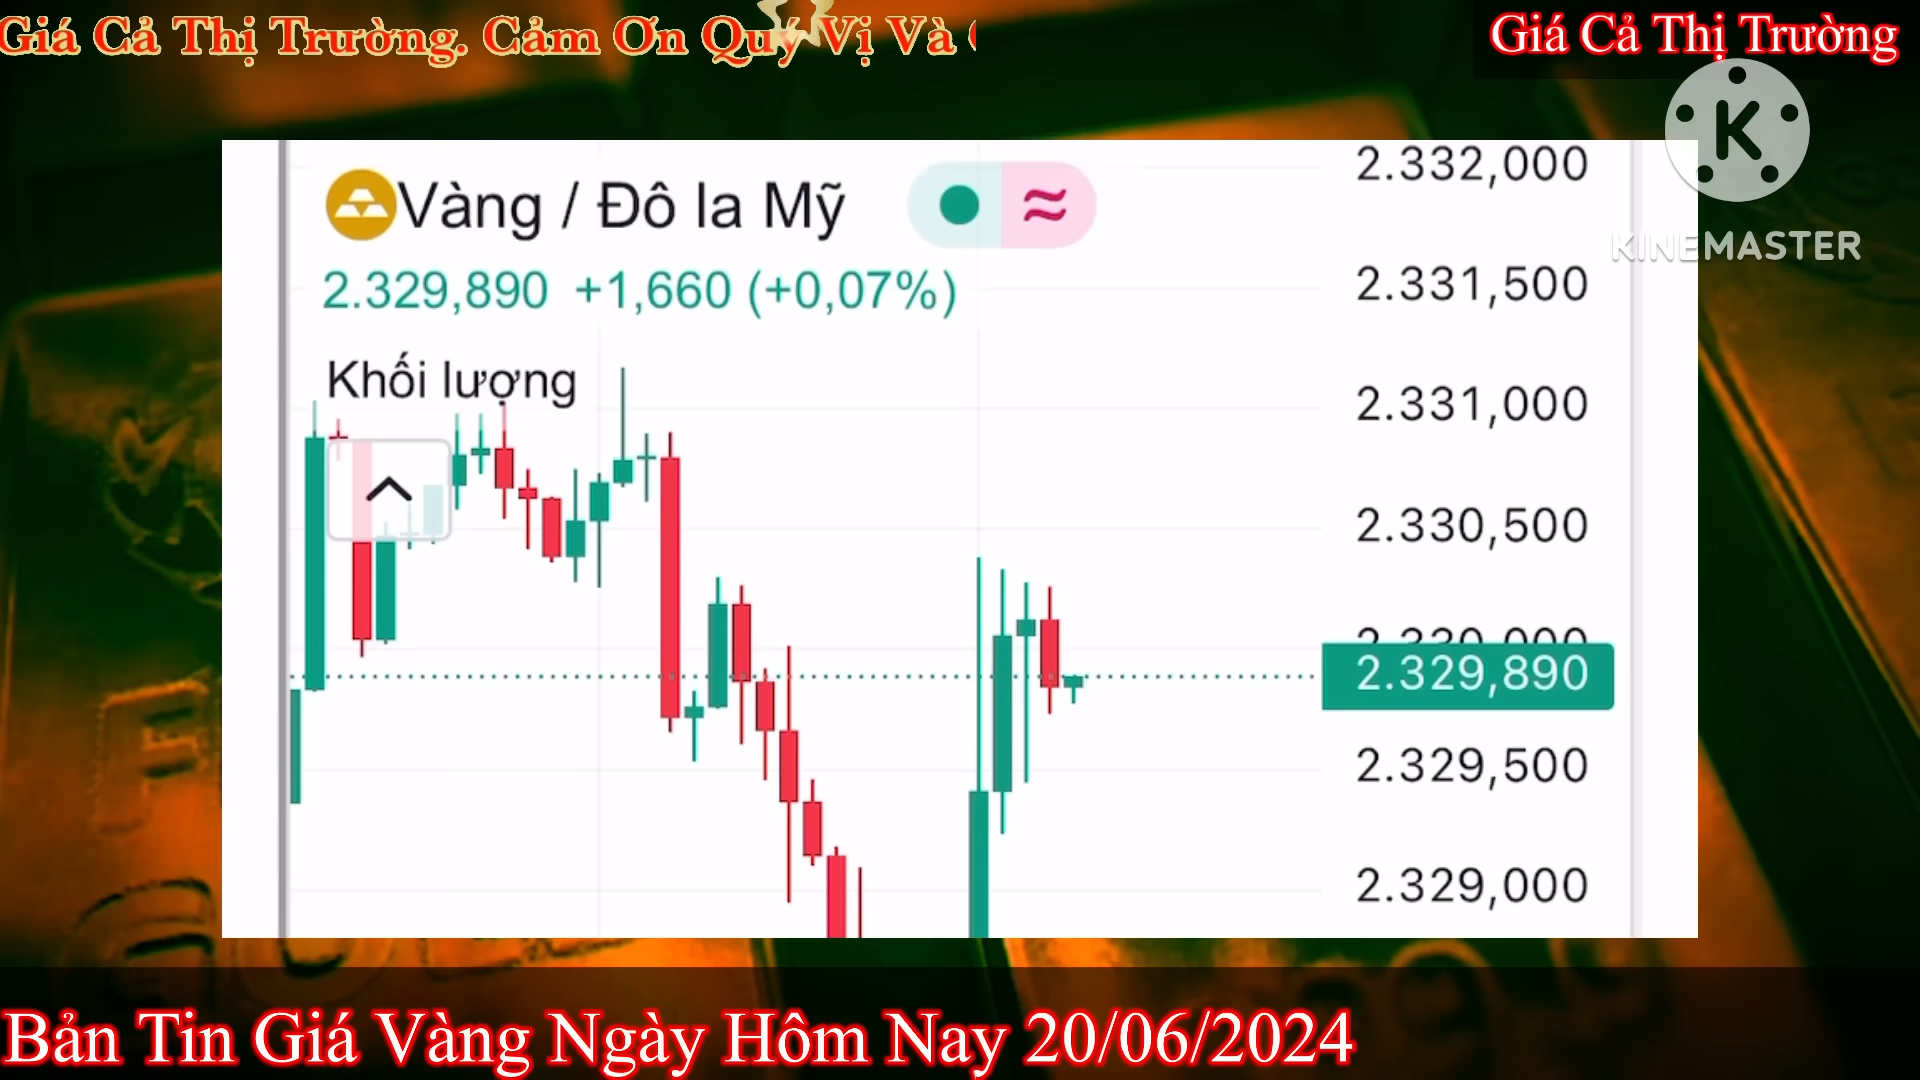 Giá Cả Thị Trường. Cảm Ơn Quý Vị Và
Giá Cả Thị Trường
K
KINEMASTER
Vàng / Đô la Mỹ
2.329,890 +1,660 (+0,07%)
Khối lượng
2.332,000
2.331,500
2.331,000
2.330,500
2.330,000
2.329,890
2.329,500
2.329,000
Bản Tin Giá Vàng Ngày Hôm Nay 20/06/2024